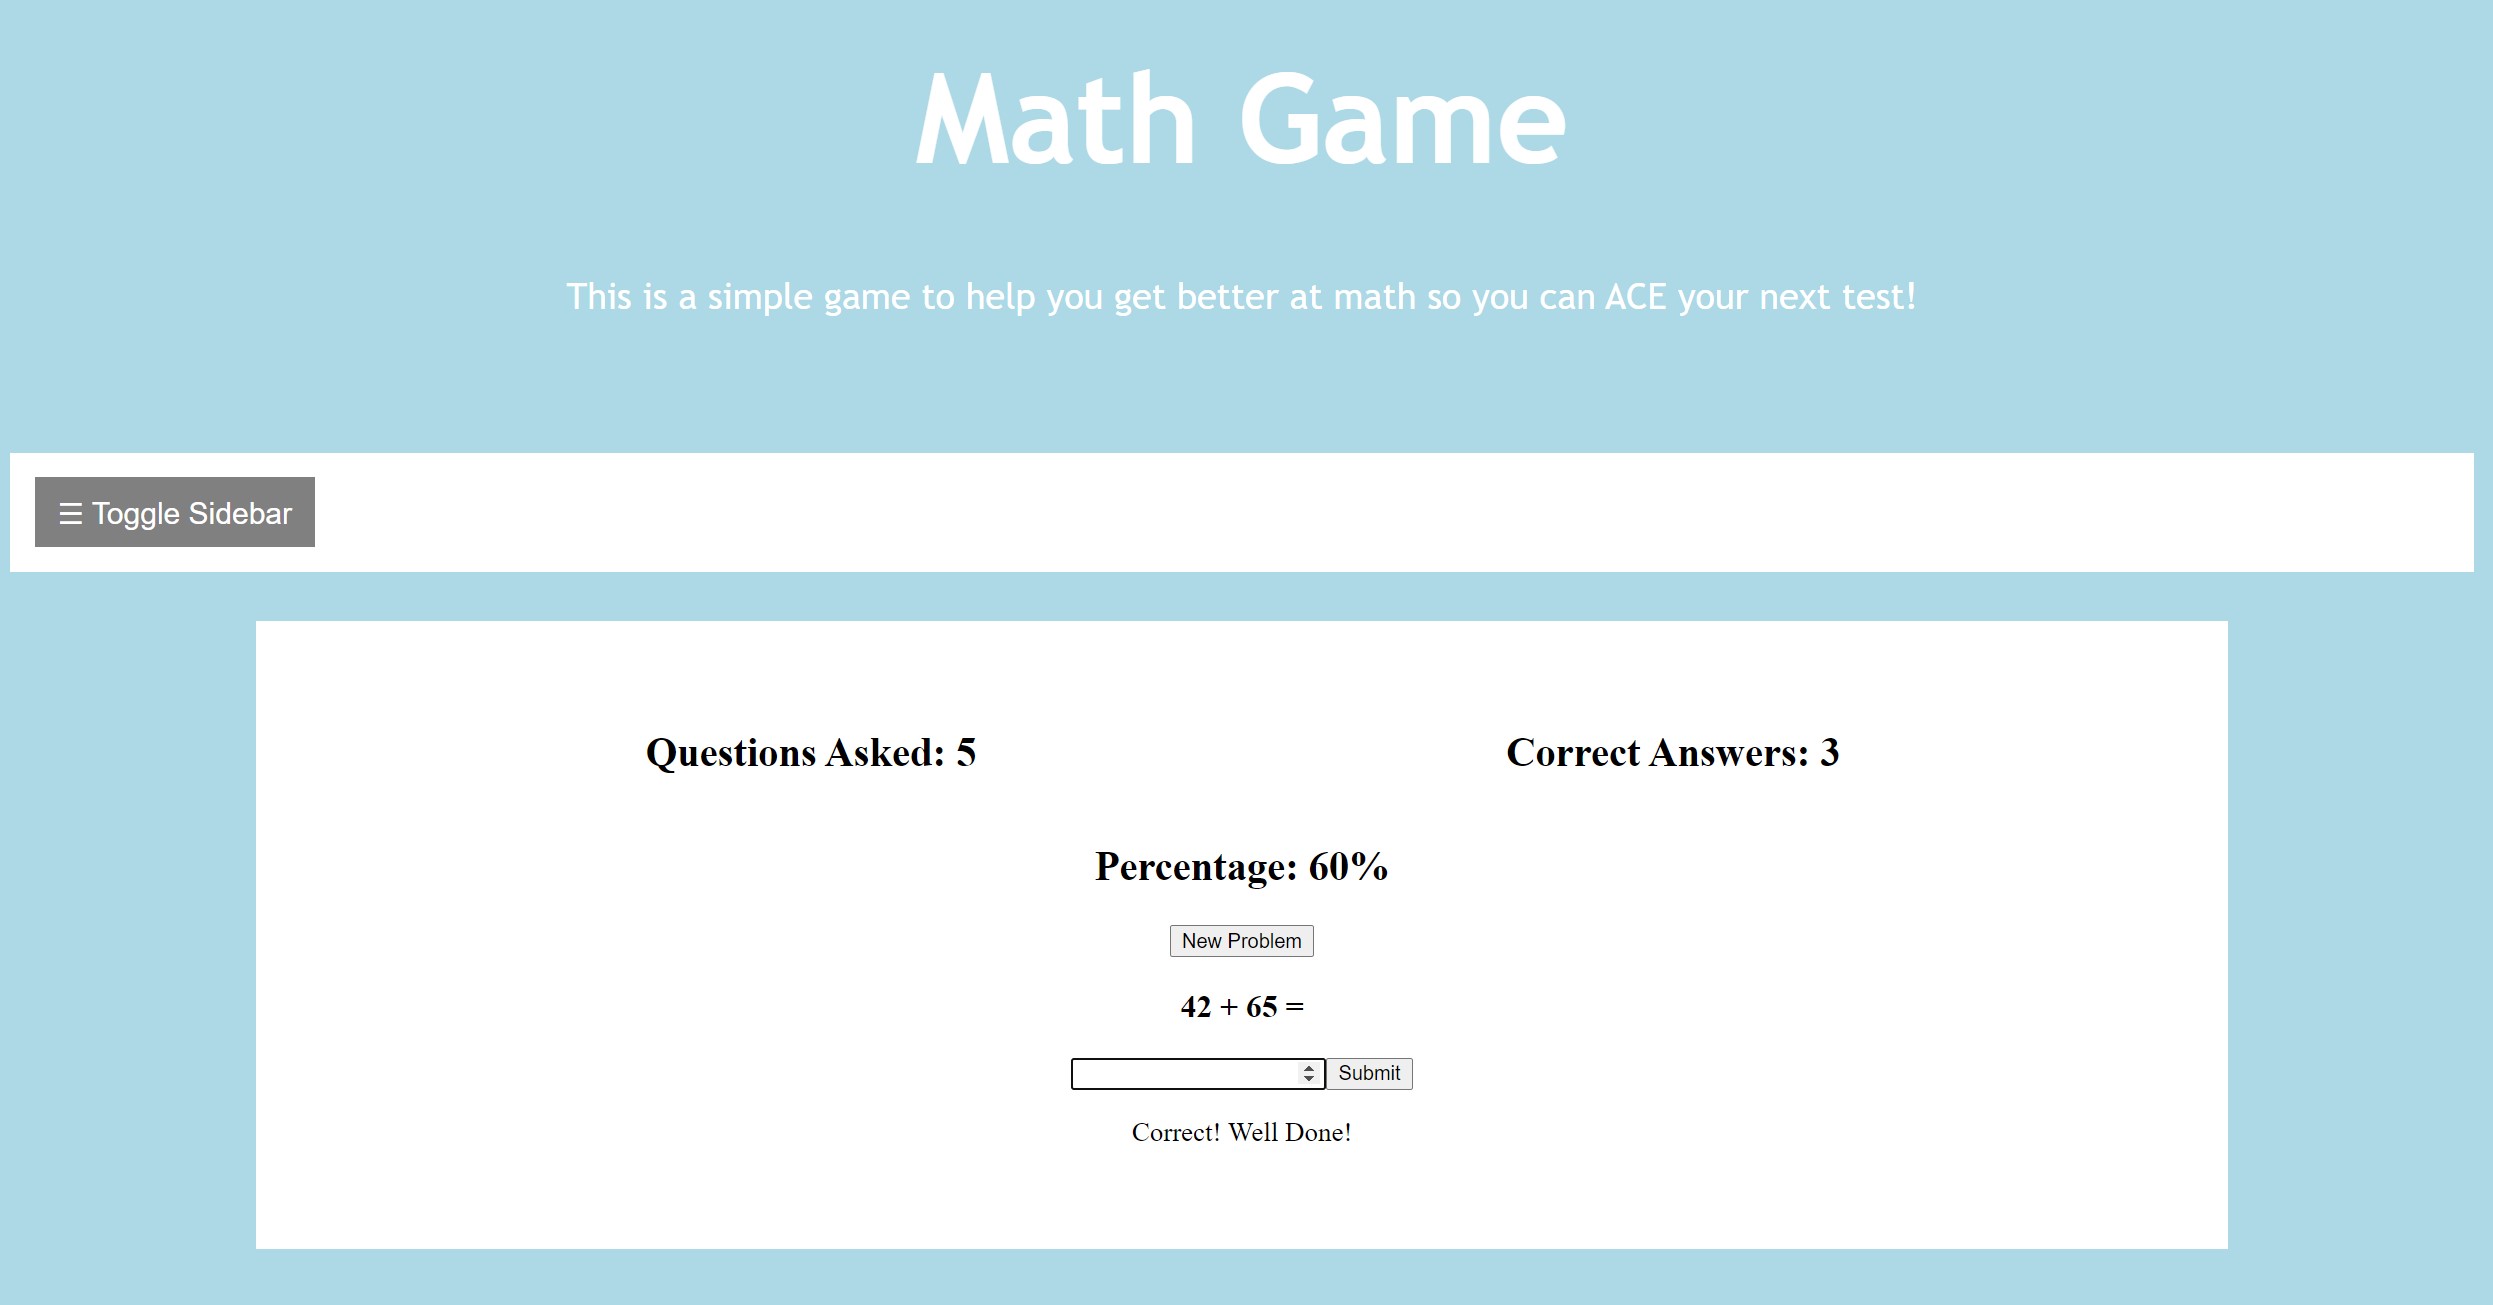 Math Game
This is a simple game to help you get better at math so you can ACE your next test!
☰ Toggle Sidebar
Questions Asked: 5
Correct Answers: 3
Percentage: 60%
New Problem
42 + 65 =
Submit
Correct! Well Done!